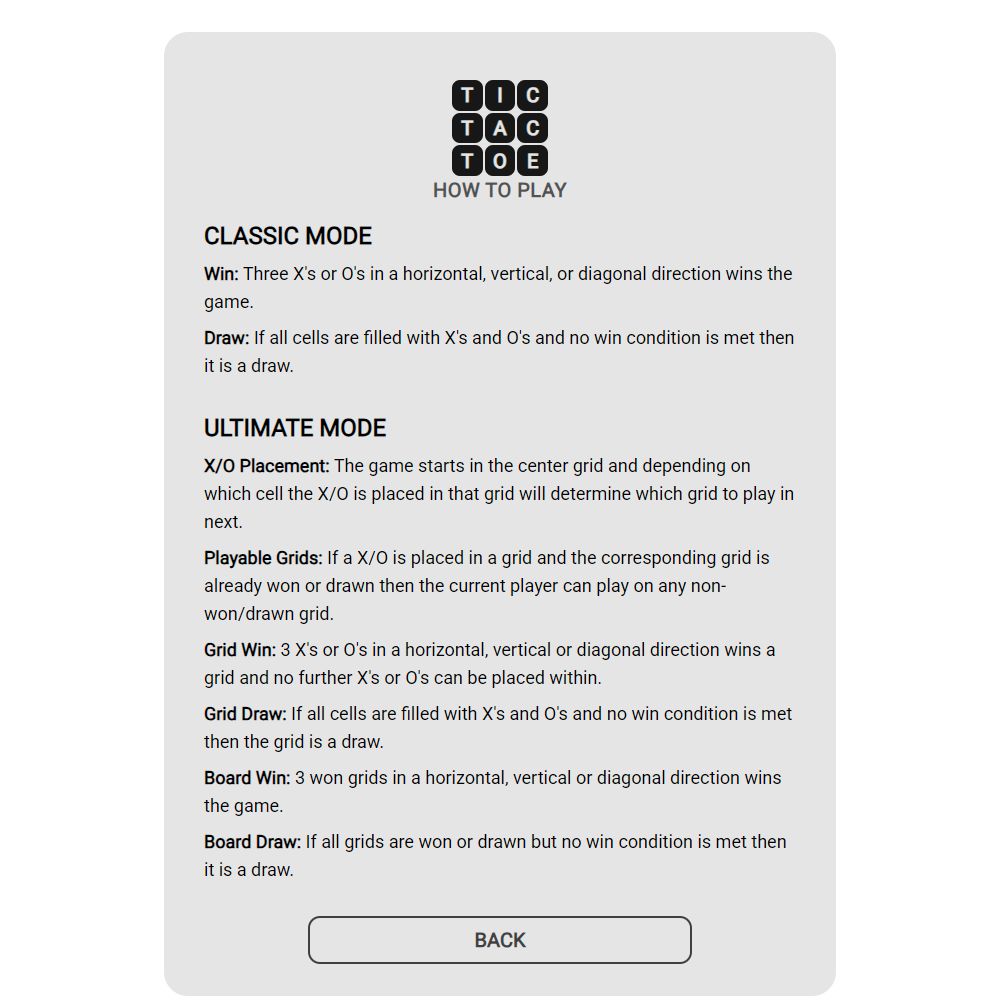 T I C
T A C
T O E
HOW TO PLAY
CLASSIC MODE
Win: Three X's or O's in a horizontal, vertical, or diagonal direction wins the
game.
Draw: If all cells are filled with X's and O's and no win condition is met then
it is a draw.
ULTIMATE MODE
X/O Placement: The game starts in the center grid and depending on
which cell the X/O is placed in that grid will determine which grid to play in
next.
Playable Grids: If a X/O is placed in a grid and the corresponding grid is
already won or drawn then the current player can play on any non-
won/drawn grid.
Grid Win: 3 X's or O's in a horizontal, vertical or diagonal direction wins a
grid and no further X's or O's can be placed within.
Grid Draw: If all cells are filled with X's and O's and no win condition is met
then the grid is a draw.
Board Win: 3 won grids in a horizontal, vertical or diagonal direction wins
the game.
Board Draw: If all grids are won or drawn but no win condition is met then
it is a draw.
BACK